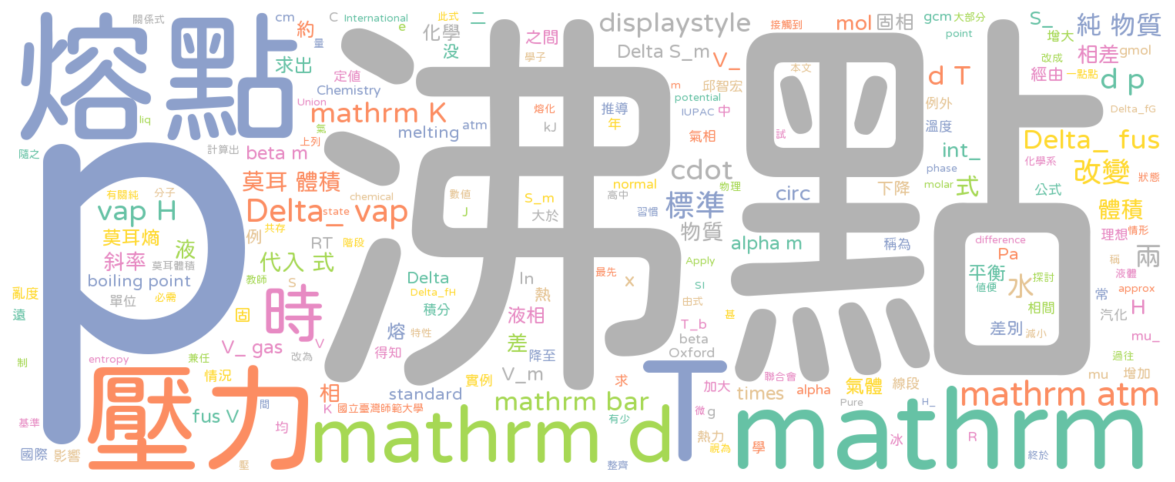 沸點
p
熔點
壓力
mathrm
mathrm d
T
時
關係式
cm
約
C
International
此式
二
displaystyle
mol
固相
gcm
大部分
S_
增大
純 物質
接觸到
point
量
e
化學
没
之間
學子
Delta S_m
V_
改成
相差
gmol
求出
定值
Chemistry
邱智宏
經由
一點點
d T
d p
mathrm K
Union
熔化
推導
m
potential
IUPAC
中
例外
Delta_fG
liq
氣
上列
melting
atm
kJ
年
氣相
試
溫度
Delta_ fus
隨之
計算出
beta m
本文
int_
化學系
phase
改變
狀態
有關純
分子
莫耳 體積
chemical
cdot
normal
物理
molar
式
公式
vap H
Delta_
state
vap
數值
S_m
高中
習慣
標準
circ
下降
體積
莫耳熵
共存
例
J
大於
物質
alpha m
稱為
理想
情形
液
RT
階段
difference
Pa
稱
兩
斜率
莫耳體積
代入 式
Delta
ln
最先
x
Apply
平衡
探討
液體
boiling point
教師
S
Delta_fH
SI
水
值便
approx
亂度
單位
必需
積分
熱
由式
甚
常
汽化
H
遠
固
熔
特性
液相
T_b
相間
差別
減小
mu_
V_ gas
改為
V
得知
差
降至
beta
Oxford
過往
制
entropy
兼任
情況
相
standard
實例
V_m
求
加大
聯合會
alpha
氣體
線段
mu
增加
K
國立臺灣師範大學
mathrm bar
times
Pure
H_
mathrm atm
基準
fus V
間
微
g
有少
學
冰
R
國際
影響
均
壓
熱力
視為
整齊
終於